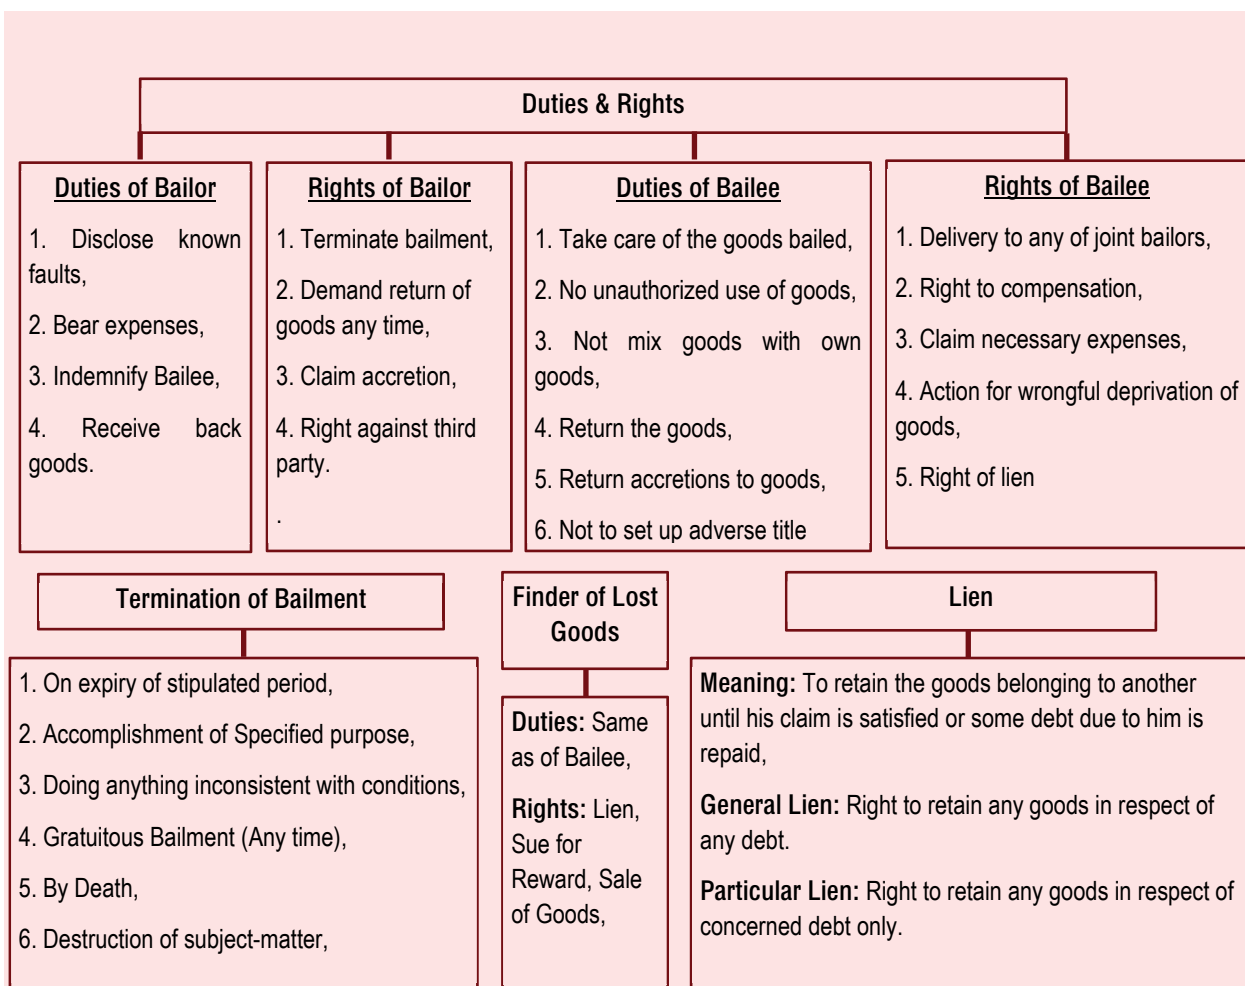 Duties & Rights
Duties of Bailor
1. Disclose known
faults,
2. Bear expenses,
3. Indemnify Bailee,
4. Receive back
goods.
Rights of Bailor
1. Terminate bailment,
2. Demand return of
goods any time,
3. Claim accretion,
4. Right against third
party.
.
Duties of Bailee
1. Take care of the goods bailed,
2. No unauthorized use of goods,
3. Not mix goods with own
goods,
4. Return the goods,
5. Return accretions to goods,
6. Not to set up adverse title
Rights of Bailee
1. Delivery to any of joint bailors,
2. Right to compensation,
3. Claim necessary expenses,
4. Action for wrongful deprivation of
goods,
5. Right of lien
Termination of Bailment
1. On expiry of stipulated period,
2. Accomplishment of Specified purpose,
3. Doing anything inconsistent with conditions,
4. Gratuitous Bailment (Any time),
5. By Death,
6. Destruction of subject-matter,
Finder of Lost
Goods
Duties: Same
as of Bailee,
Rights: Lien,
Sue for
Reward, Sale
of Goods,
Lien
Meaning: To retain the goods belonging to another
until his claim is satisfied or some debt due to him is
repaid,
General Lien: Right to retain any goods in respect of
any debt.
Particular Lien: Right to retain any goods in respect of
concerned debt only.